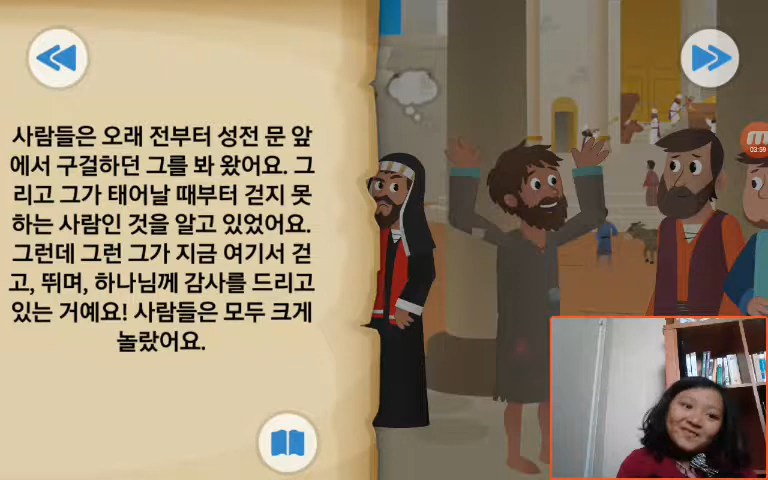 사람들은 오래 전부터 성전 문 앞
에서 구걸하던 그를 봐 왔어요. 그
리고 그가 태어날 때부터 걷지 못
하는 사람인 것을 알고 있었어요.
그런데 그런 그가 지금 여기서 걷
고, 뛰며, 하나님께 감사를 드리고
있는 거예요! 사람들은 모두 크게
놀랐어요.
03:59